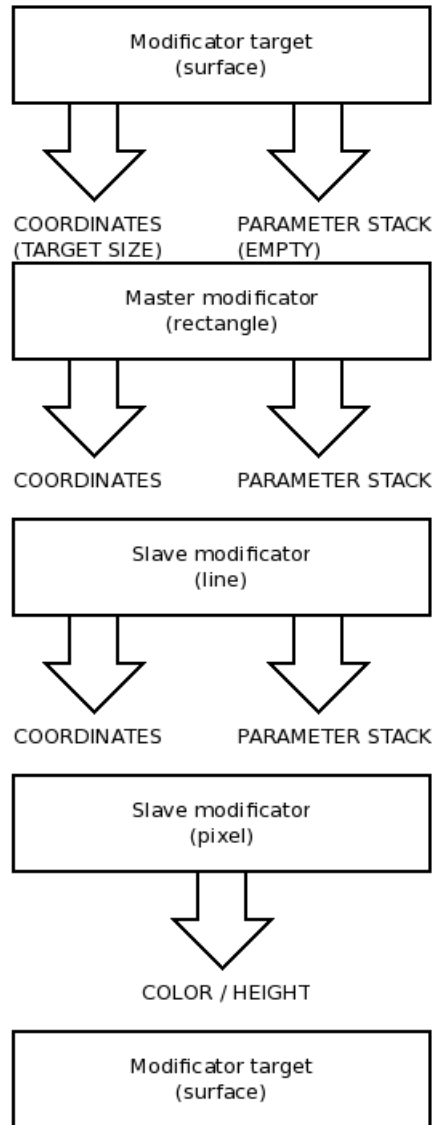 Modificator target
(surface)
COORDINATES
(TARGET SIZE)
PARAMETER STACK
(EMPTY)
Master modificator
(rectangle)
COORDINATES
PARAMETER STACK
Slave modificator
(line)
COORDINATES
PARAMETER STACK
Slave modificator
(pixel)
COLOR / HEIGHT
Modificator target
(surface)